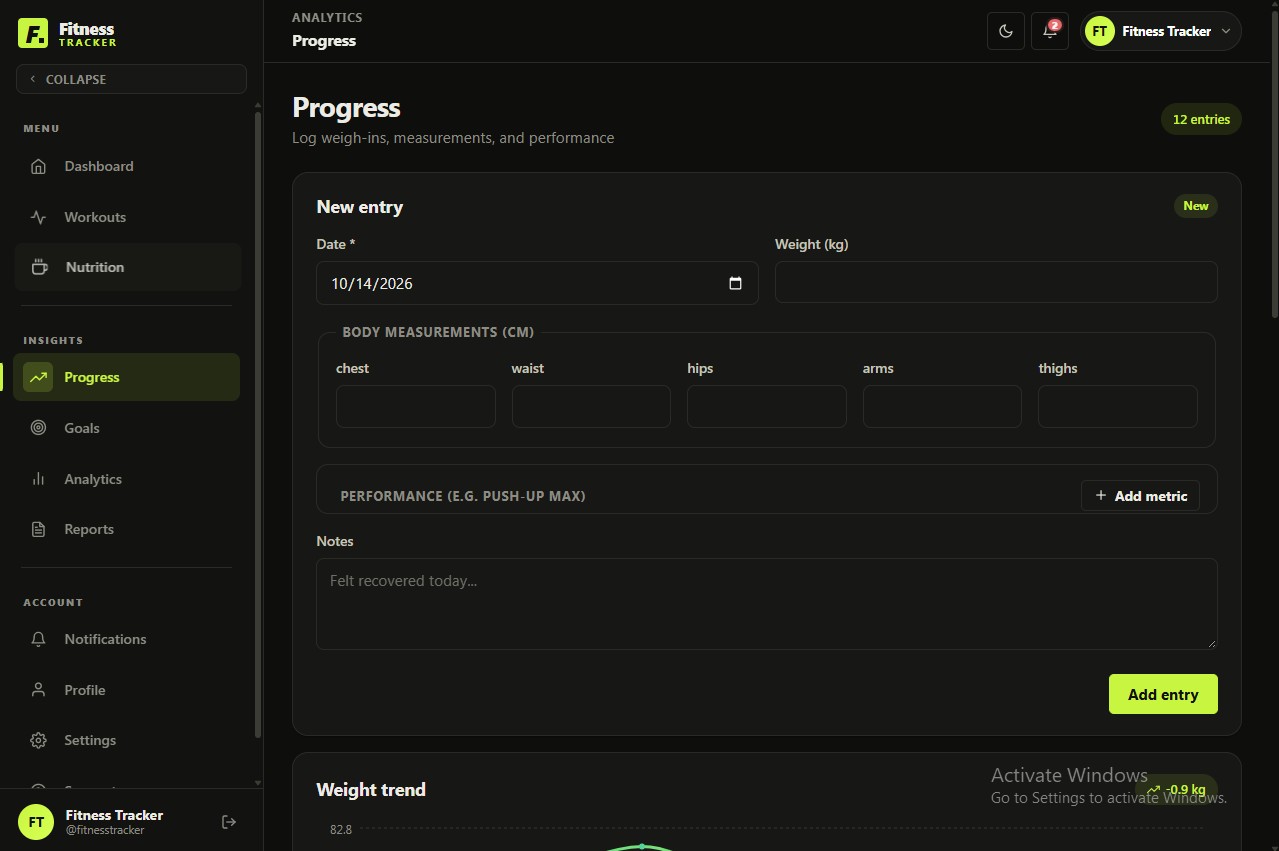 Fitness
TRACKER
COLLAPSE
MENU
Dashboard
Workouts
Nutrition
INSIGHTS
Progress
Goals
Analytics
Reports
ACCOUNT
Notifications
Profile
Settings
FT
Fitness Tracker
@fitnesstracker
ANALYTICS
Progress
2
FT
Fitness Tracker
Progress
Log weigh-ins, measurements, and performance
12 entries
New entry
New
Date *
Weight (kg)
10/14/2026
BODY MEASUREMENTS (CM)
chest
waist
hips
arms
thighs
PERFORMANCE (E.G. PUSH-UP MAX)
+ Add metric
Notes
Felt recovered today...
Add entry
Weight trend
-0.9 kg
82.8
Activate Windows
Go to Settings to activate Windows.